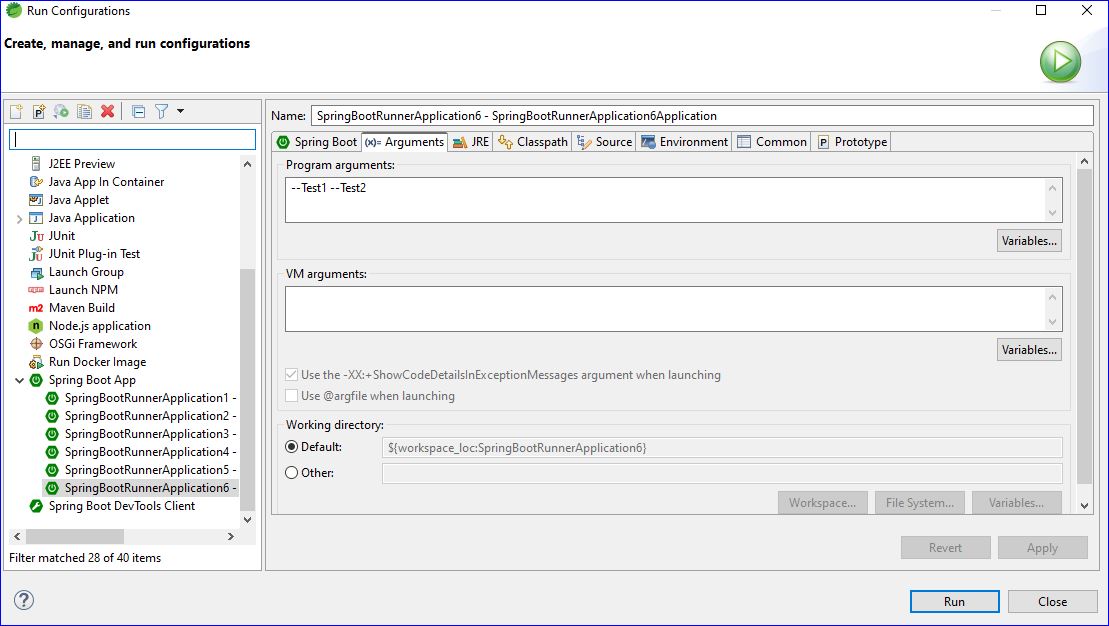 Run Configurations
Create, manage, and run configurations
Name: SpringBootRunnerApplication6 - SpringBootRunnerApplication6Application
Spring Boot (x)= Arguments JRE Classpath Source Environment Common P Prototype
J2EE Preview
Java App In Container
Java Applet
Java Application
JUnit
JUnit Plug-in Test
Launch Group
Launch NPM
Maven Build
Node.js application
OSGi Framework
Run Docker Image
Spring Boot App
SpringBootRunnerApplication1 -
SpringBootRunnerApplication2 -
SpringBootRunnerApplication3 -
SpringBootRunnerApplication4 -
SpringBootRunnerApplication5 -
SpringBootRunnerApplication6 -
Spring Boot DevTools Client
Filter matched 28 of 40 items
Program arguments:
--Test1 --Test2
Variables...
VM arguments:
Variables...
Use the -XX:+ShowCodeDetailsInExceptionMessages argument when launching
Use @argfile when launching
Working directory:
Default: ${workspace_loc:SpringBootRunnerApplication6}
Other:
Workspace... File System... Variables...
Revert Apply
Run Close